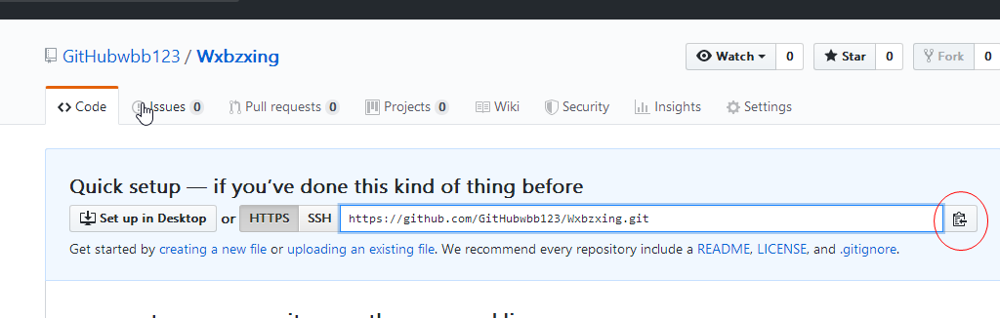 GitHubwbb123 / Wxbzxing
Watch 0 Star 0 Fork 0
Code Issues 0 Pull requests 0 Projects 0 Wiki Security Insights Settings
Quick setup — if you've done this kind of thing before
Set up in Desktop or HTTPS SSH https://github.com/GitHubwbb123/Wxbzxing.git
Get started by creating a new file or uploading an existing file. We recommend every repository include a README, LICENSE, and .gitignore.